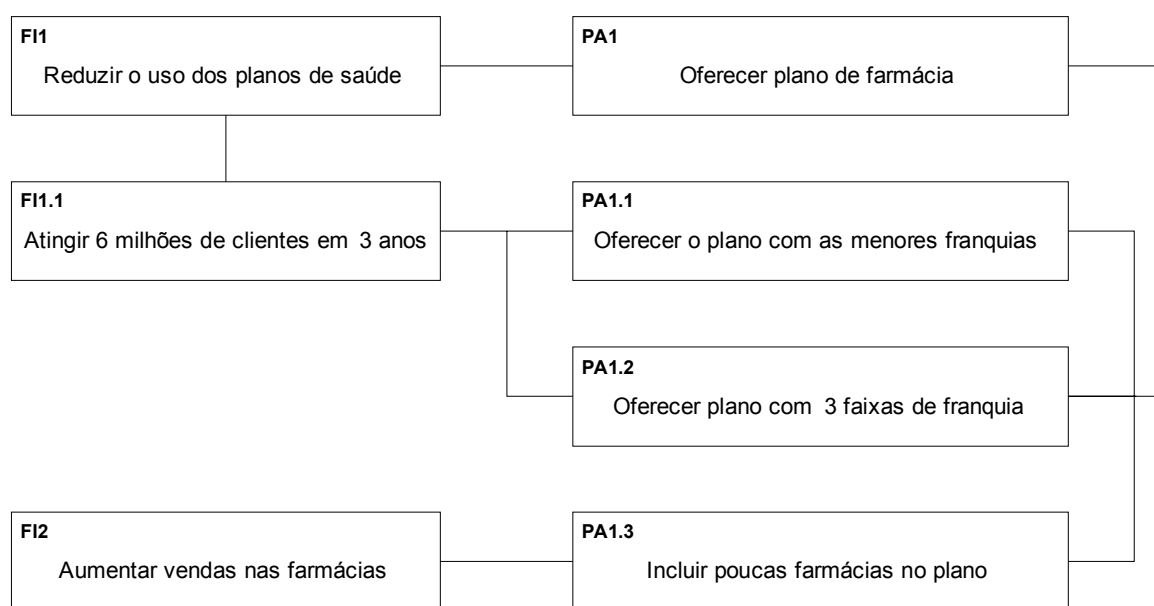 FI1
Reduzir o uso dos planos de saúde
PA1
Oferecer plano de farmácia
FI1.1
Atingir 6 milhões de clientes em 3 anos
PA1.1
Oferecer o plano com as menores franquias
PA1.2
Oferecer plano com 3 faixas de franquia
FI2
Aumentar vendas nas farmácias
PA1.3
Incluir poucas farmácias no plano